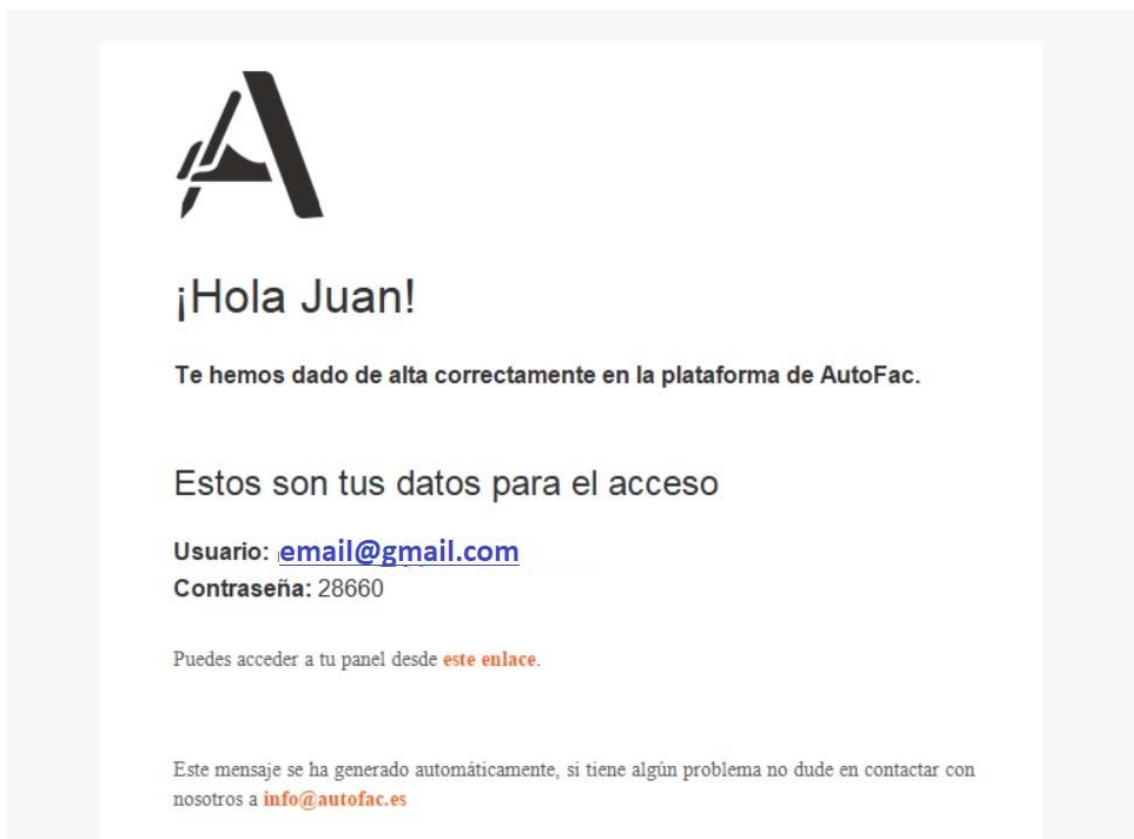 ¡Hola Juan!
Te hemos dado de alta correctamente en la plataforma de AutoFac.
Estos son tus datos para el acceso
Usuario: email@gmail.com
Contraseña: 28660
Puedes acceder a tu panel desde este enlace.
Este mensaje se ha generado automáticamente, si tiene algún problema no dude en contactar con
nosotros a info@autofac.es